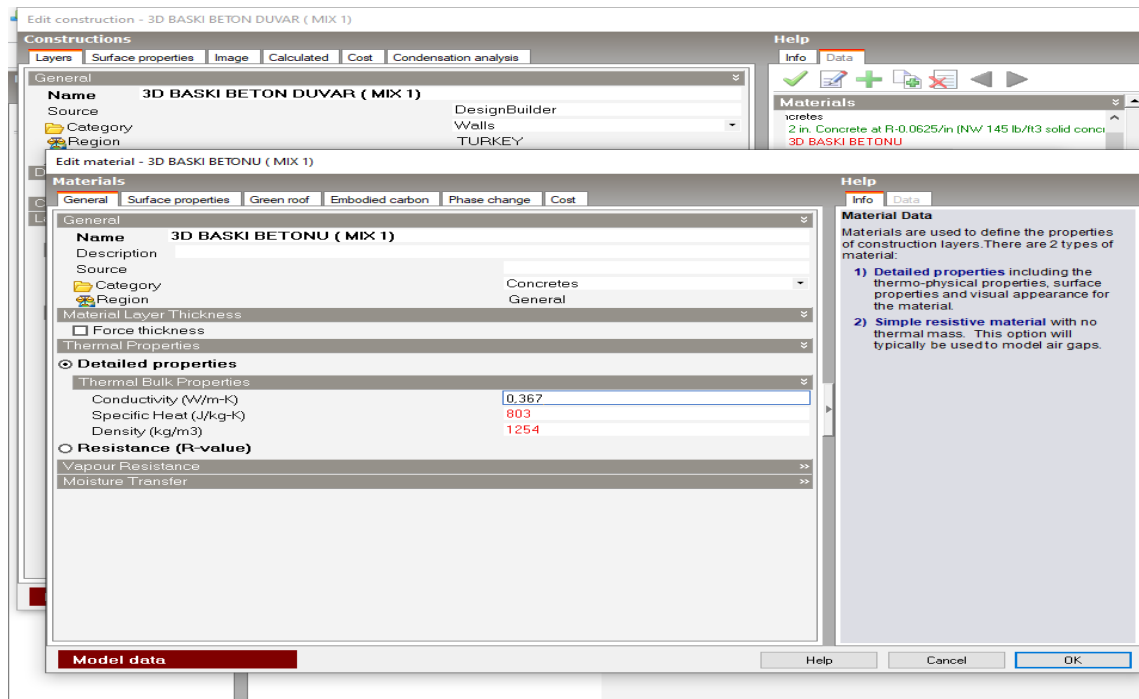 Edit construction - 3D BASKI BETON DUVAR ( MIX 1)
Constructions
Help
Layers Surface properties Image Calculated Cost Condensation analysis
Info Data
General
Name 3D BASKI BETON DUVAR ( MIX 1)
Source DesignBuilder
Category Walls
Region TURKEY
Materials
2 in. Concrete at R-0.0625/in (NW 145 lb/ft3 solid conc
3D BASKI BETONU
Edit material - 3D BASKI BETONU ( MIX 1)
Materials
Help
General Surface properties Green roof Embodied carbon Phase change Cost
Info Data
General
Name 3D BASKI BETONU ( MIX 1)
Description
Source
Category Concretes
Region General
Material Layer Thickness
Force thickness
Thermal Properties
Detailed properties
Thermal Bulk Properties
Conductivity (W/m-K) 0,367
Specific Heat (J/kg-K) 803
Density (kg/m3) 1254
Resistance (R-value)
Vapour Resistance
Moisture Transfer
Material Data
Materials are used to define the properties
of construction layers.There are 2 types of
material:
1) Detailed properties including the
thermo-physical properties, surface
properties and visual appearance for
the material.
2) Simple resistive material with no
thermal mass. This option will
typically be used to model air gaps.
Model data
Help Cancel OK